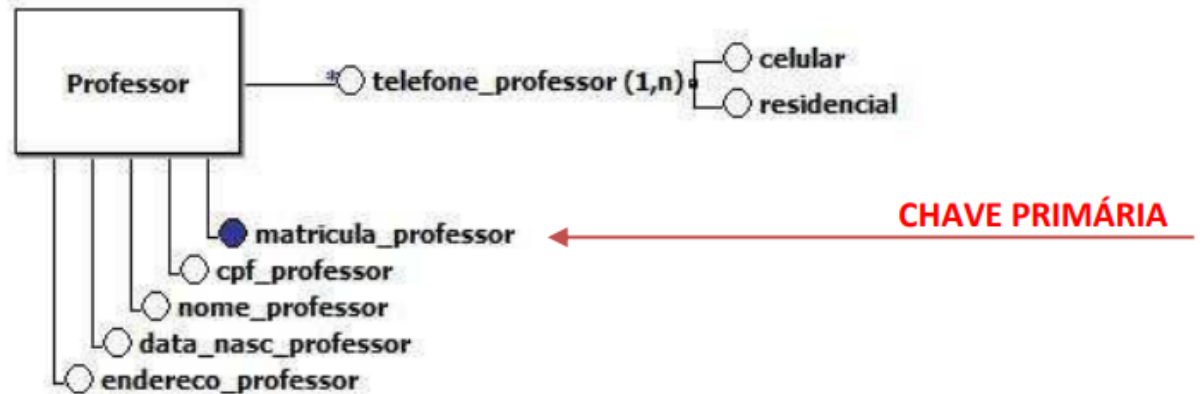 Professor
*telefone_professor (1,n)
celular
residencial
CHAVE PRIMÁRIA
matricula_professor
cpf_professor
nome_professor
data_nasc_professor
endereco_professor